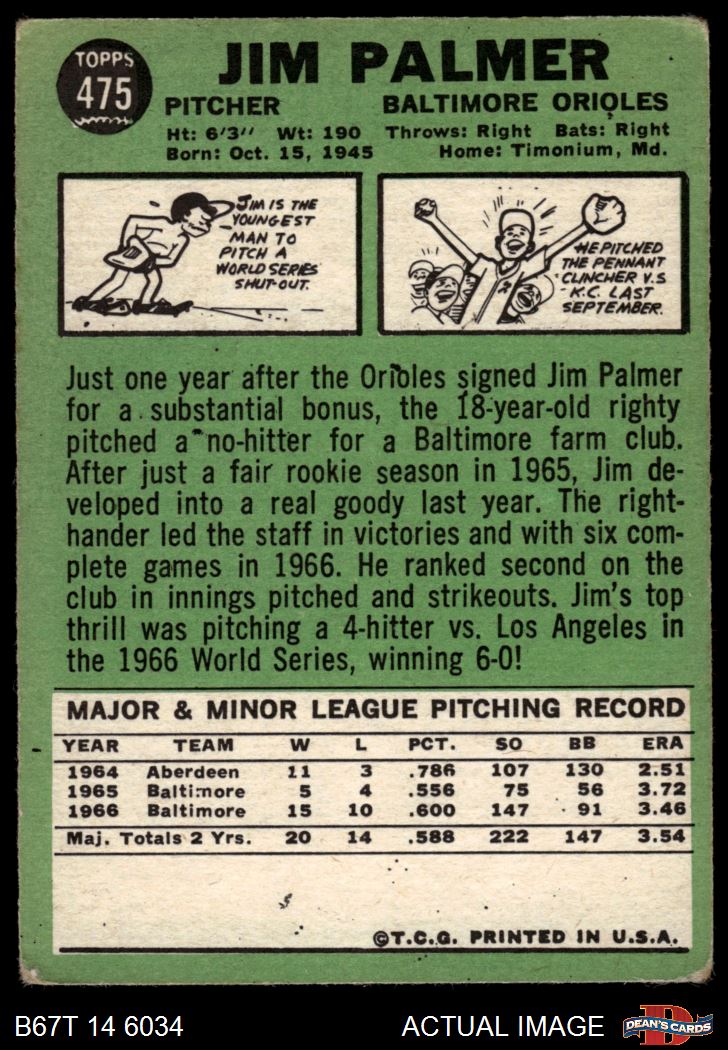 TOPPS
475
JIM PALMER
PITCHER BALTIMORE ORIOLES
Ht: 6'3" Wt: 190 Throws: Right Bats: Right
Born: Oct. 15, 1945 Home: Timonium, Md.
JIM IS THE
YOUNGEST
MAN TO
PITCH A
WORLD SERIES
SHUT-OUT.
HE PITCHED
THE PENNANT
CLINCHER V.S
K.C. LAST
SEPTEMBER.
Just one year after the Orioles signed Jim Palmer
for a substantial bonus, the 18-year-old righty
pitched a no-hitter for a Baltimore farm club.
After just a fair rookie season in 1965, Jim de-
veloped into a real goody last year. The right-
hander led the staff in victories and with six com-
plete games in 1966. He ranked second on the
club in innings pitched and strikeouts. Jim's top
thrill was pitching a 4-hitter vs. Los Angeles in
the 1966 World Series, winning 6-0!
MAJOR & MINOR LEAGUE PITCHING RECORD
YEAR TEAM W L PCT. SO BB ERA
1964 Aberdeen 11 3 .786 107 130 2.51
1965 Baltimore 5 4 .556 75 56 3.72
1966 Baltimore 15 10 .600 147 91 3.46
Maj. Totals 2 Yrs. 20 14 .588 222 147 3.54
©T.C.G. PRINTED IN U.S.A.
B67T 14 6034 ACTUAL IMAGE DEAN'S CARDS